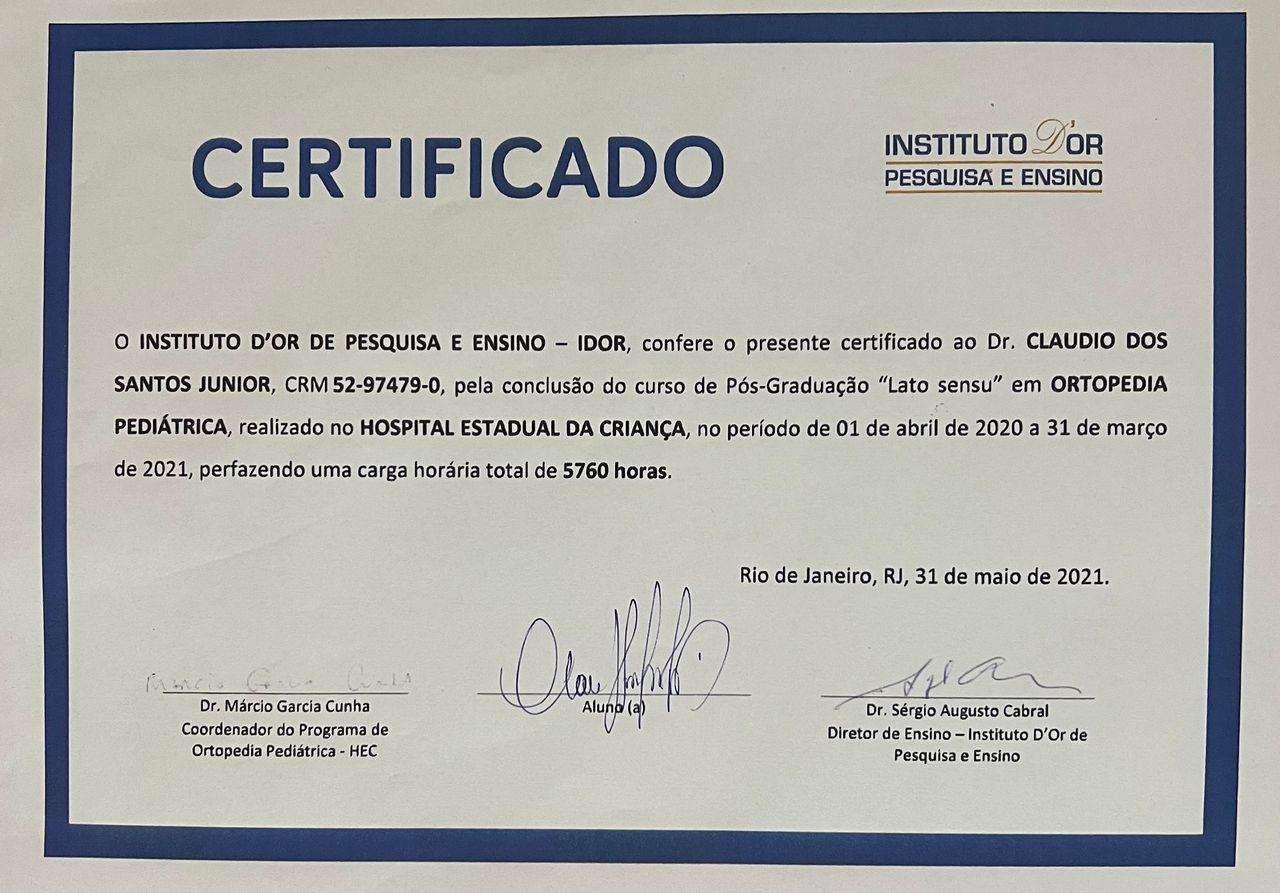 CERTIFICADO
INSTITUTO D'OR
PESQUISA E ENSINO
O INSTITUTO D’OR DE PESQUISA E ENSINO – IDOR, confere o presente certificado ao Dr. CLAUDIO DOS
SANTOS JUNIOR, CRM 52-97479-0, pela conclusão do curso de Pós-Graduação “Lato sensu” em ORTOPEDIA
PEDIÁTRICA, realizado no HOSPITAL ESTADUAL DA CRIANÇA, no período de 01 de abril de 2020 a 31 de março
de 2021, perfazendo uma carga horária total de 5760 horas.
Rio de Janeiro, RJ, 31 de maio de 2021.
Marcio Garcia Cunha
Dr. Márcio Garcia Cunha
Coordenador do Programa de
Ortopedia Pediátrica - HEC
Aluno (a)
Dr. Sérgio Augusto Cabral
Diretor de Ensino – Instituto D’Or de
Pesquisa e Ensino